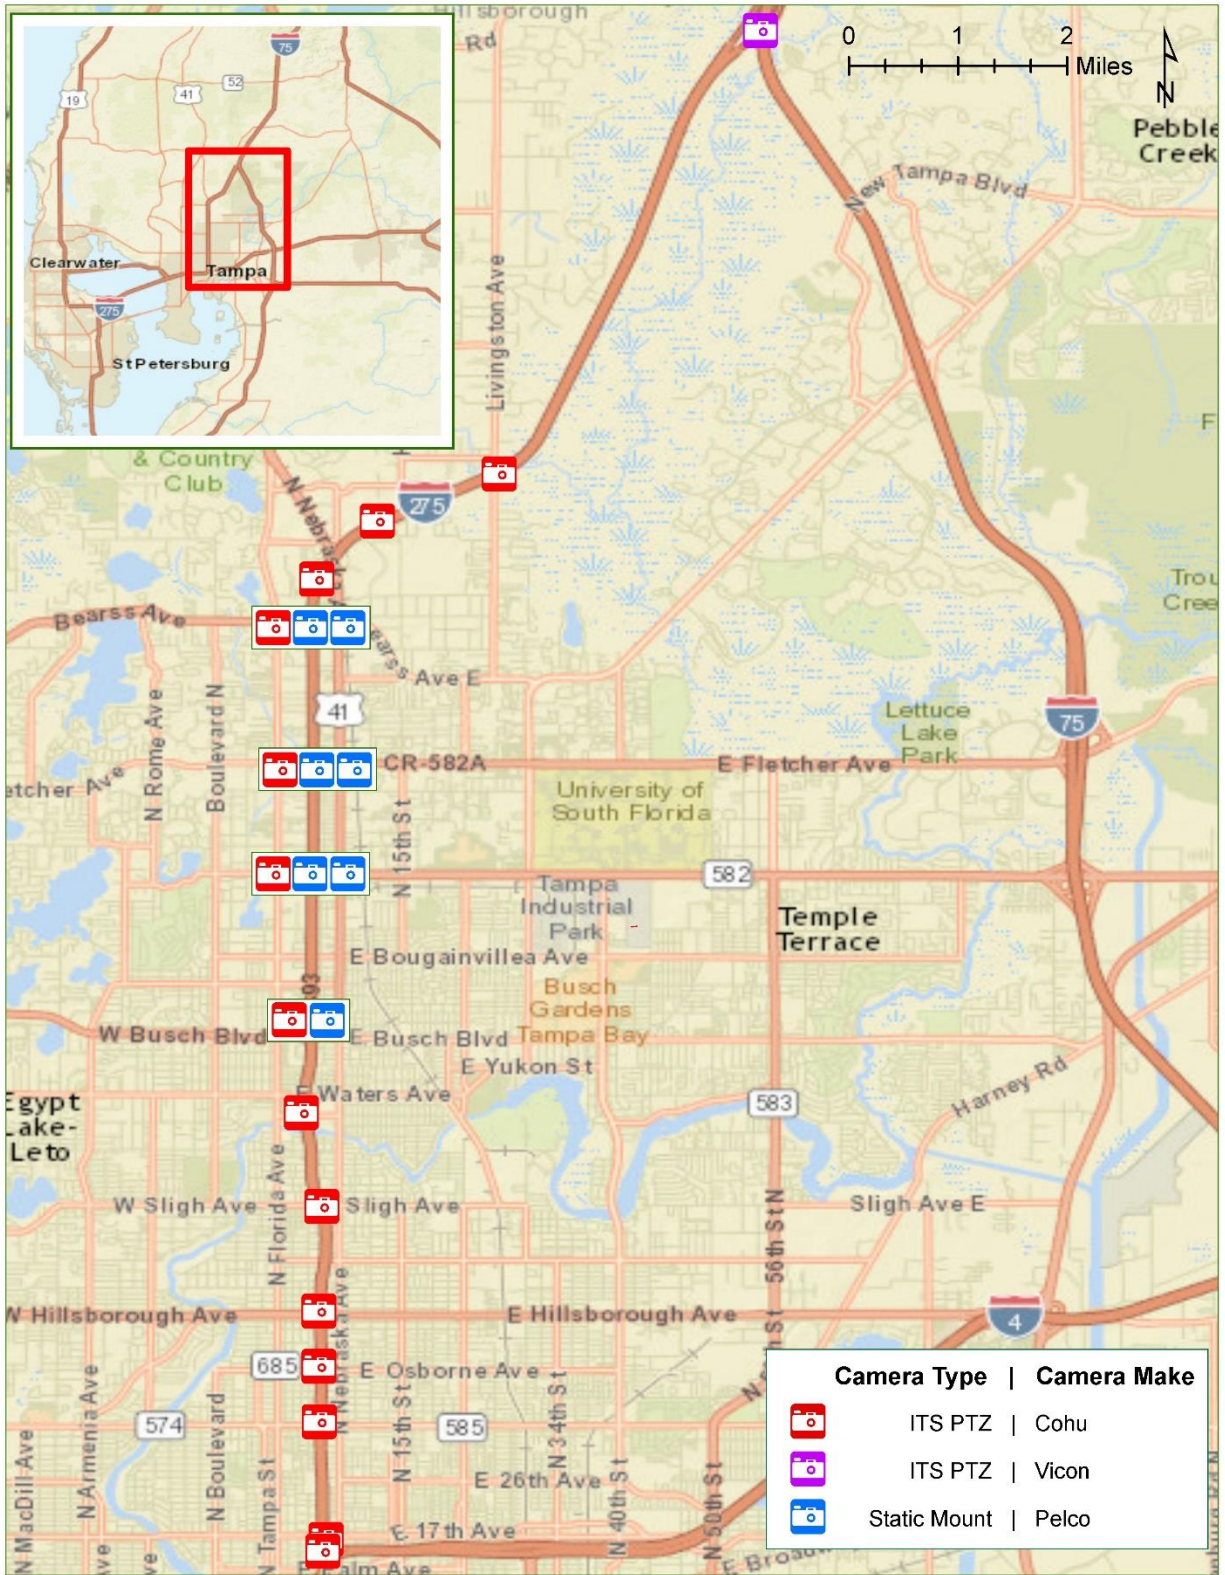 Hillsborough
Rd
0 1 2
Miles
N
75
52
41
19
Clearwater
Tampa
275
St Petersburg
Pebble
Creek
New Tampa Blvd
Livingston Ave
& Country
Club
N Nebraska A
275
Trou
Cree
Bearss Ave
earss Ave E
41
Lettuce
Lake
Park
75
N Rome Ave
Boulevard N
etcher Ave
CR-582A
E Fletcher Ave
University of
South Florida
N 15th St
582
Tampa
Industrial
Park
Temple
Terrace
E Bougainvillea Ave
93
Busch
Gardens
Tampa Bay
W Busch Blvd
E Busch Blvd
E Yukon St
E Waters Ave
Egypt
Lake-
Leto
583
Harney Rd
N Florida Ave
W Sligh Ave
Sligh Ave
Sligh Ave E
56th St N
W Hillsborough Ave
E Hillsborough Ave
4
N Nebraska Ave
685
E Osborne Ave
574
585
N MacDill Ave
N Armenia Ave
N Boulevard
N Tampa St
N 15th St
N 34th St
E 26th Ave
N 40th St
N 50th St
E 17th Ave
E Palm Ave
E Broadw
Camera Type | Camera Make
ITS PTZ | Cohu
ITS PTZ | Vicon
Static Mount | Pelco